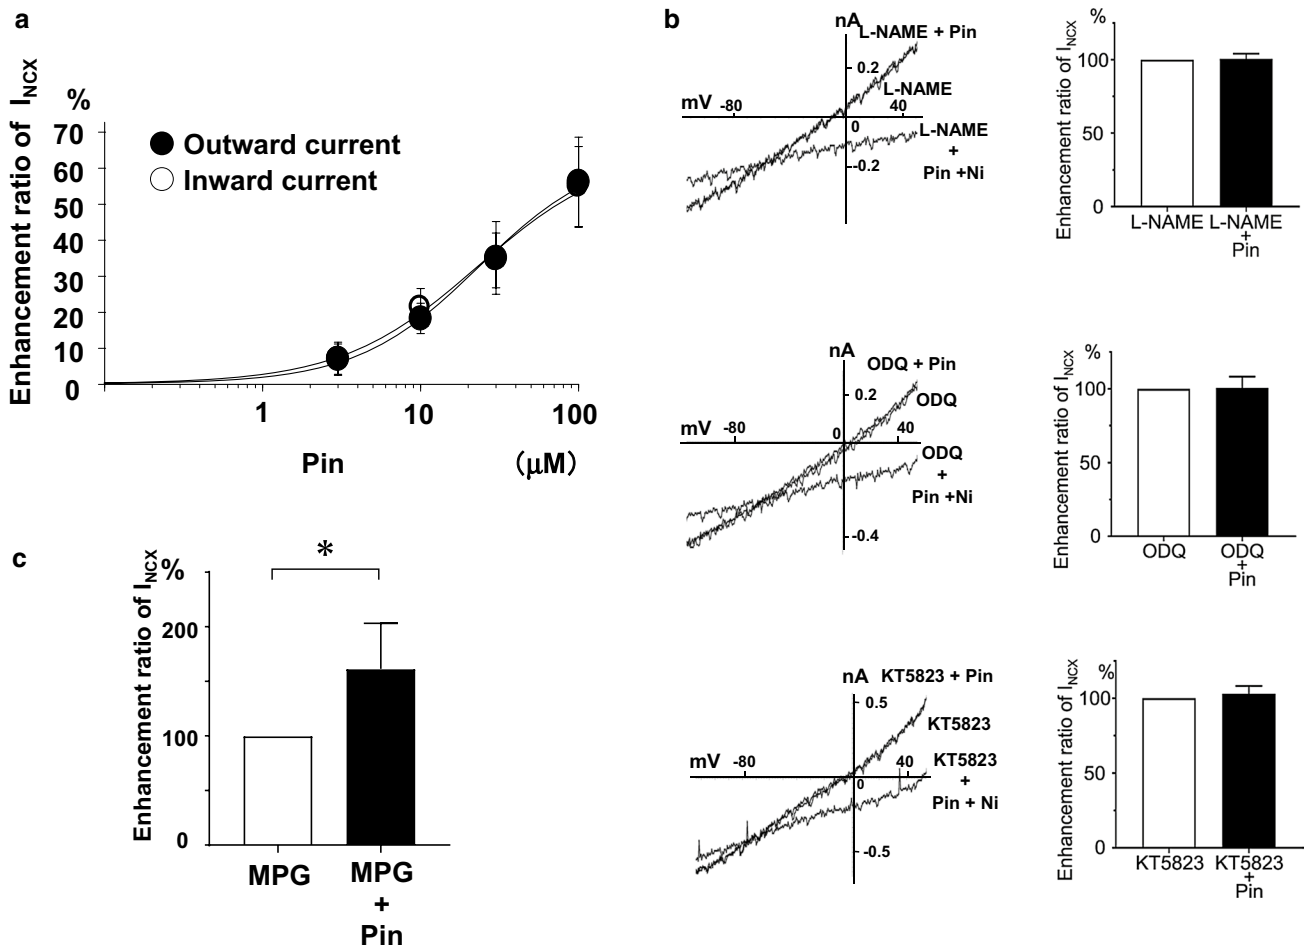 a
Enhancement ratio of I_NCX
%
70
60
50
40
30
20
10
0
Outward current
Inward current
1
10
100
Pin
(μM)
b
nA
L-NAME + Pin
0.2
L-NAME
mV
-80
40
0
L-NAME
+
Pin +Ni
-0.2
Enhancement ratio of I_NCX
%
100
50
0
L-NAME
L-NAME
+
Pin
nA
ODQ + Pin
0.2
ODQ
mV
-80
0
40
ODQ
+
Pin +Ni
-0.4
Enhancement ratio of I_NCX
%
100
50
0
ODQ
ODQ
+
Pin
nA
KT5823 + Pin
0.5
KT5823
mV
-80
40
0
KT5823
+
Pin + Ni
-0.5
Enhancement ratio of I_NCX
%
100
50
0
KT5823
KT5823
+
Pin
c
Enhancement ratio of I_NCX
%
*
200
100
0
MPG
MPG
+
Pin